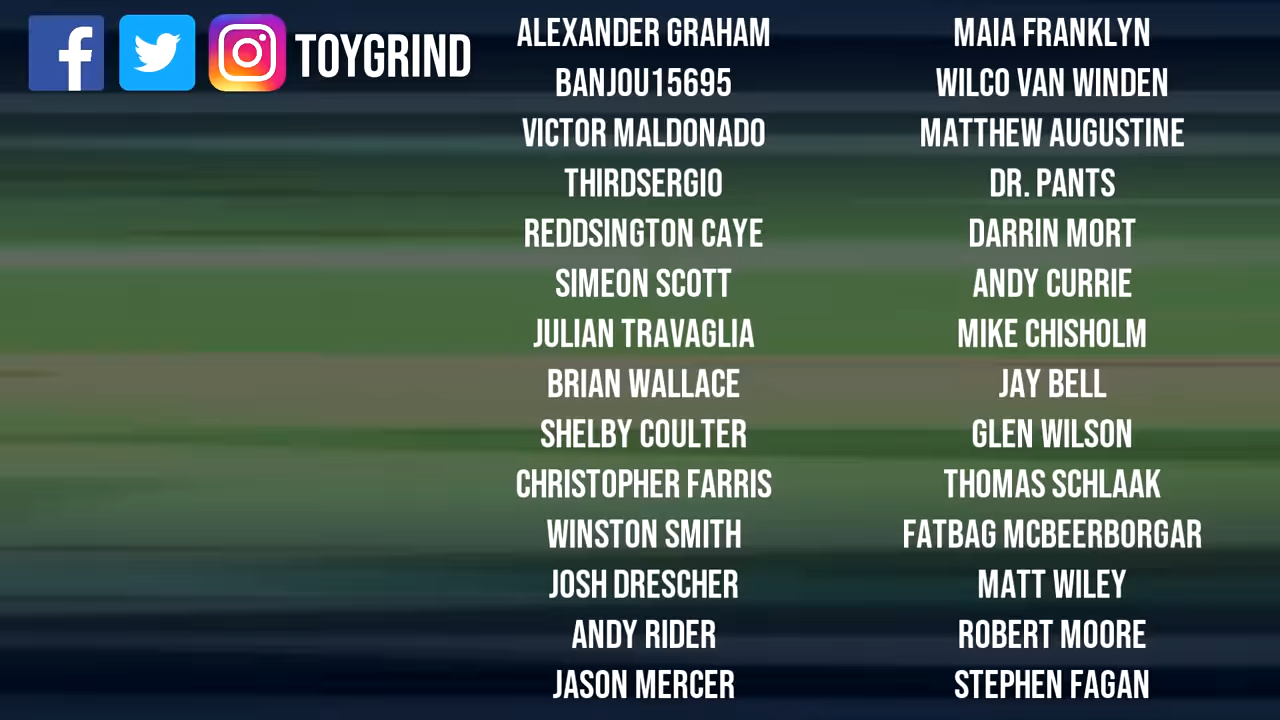 TOYGRIND
ALEXANDER GRAHAM
BANJOU15695
VICTOR MALDONADO
THIRDSERGIO
REDDSINGTON CAYE
SIMEON SCOTT
JULIAN TRAVAGLIA
BRIAN WALLACE
SHELBY COULTER
CHRISTOPHER FARRIS
WINSTON SMITH
JOSH DRESCHER
ANDY RIDER
JASON MERCER
MAIA FRANKLYN
WILCO VAN WINDEN
MATTHEW AUGUSTINE
DR. PANTS
DARRIN MORT
ANDY CURRIE
MIKE CHISHOLM
JAY BELL
GLEN WILSON
THOMAS SCHLAAK
FATBAG MCBEERBORGAR
MATT WILEY
ROBERT MOORE
STEPHEN FAGAN